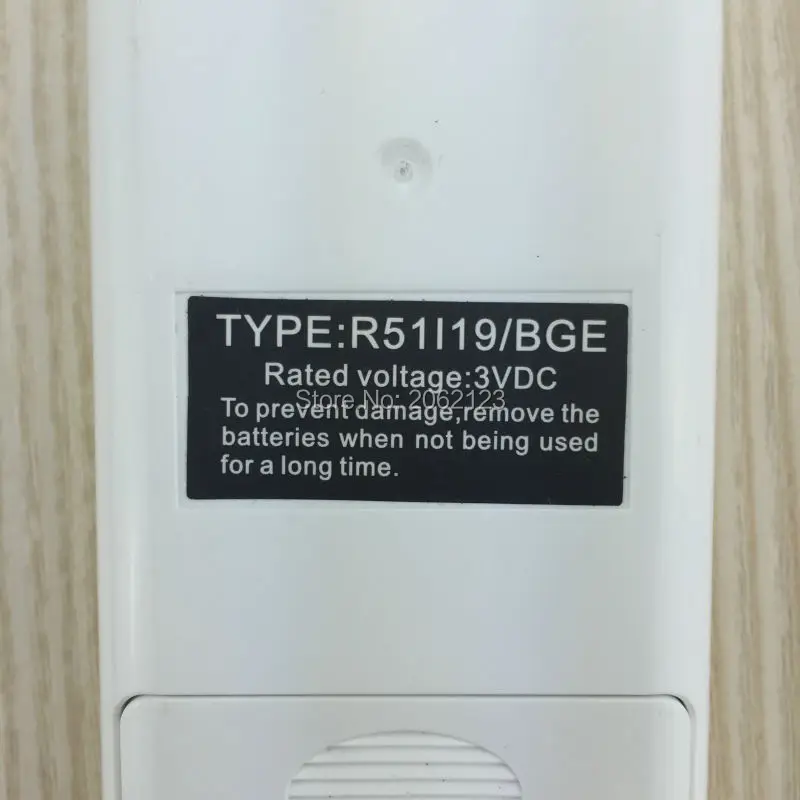 TYPE:R51I19/BGE
Rated voltage:3VDC
Store No: 2062123
To prevent damage,remove the
batteries when not being used
for a long time.